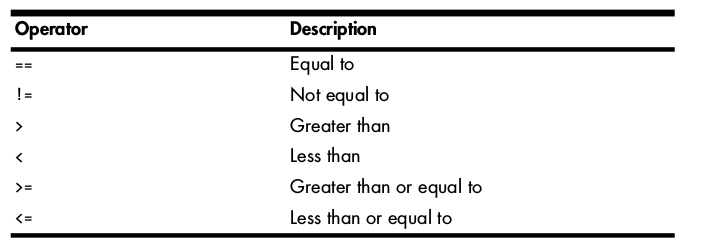 Operator Description
== Equal to
!= Not equal to
> Greater than
< Less than
>= Greater than or equal to
<= Less than or equal to